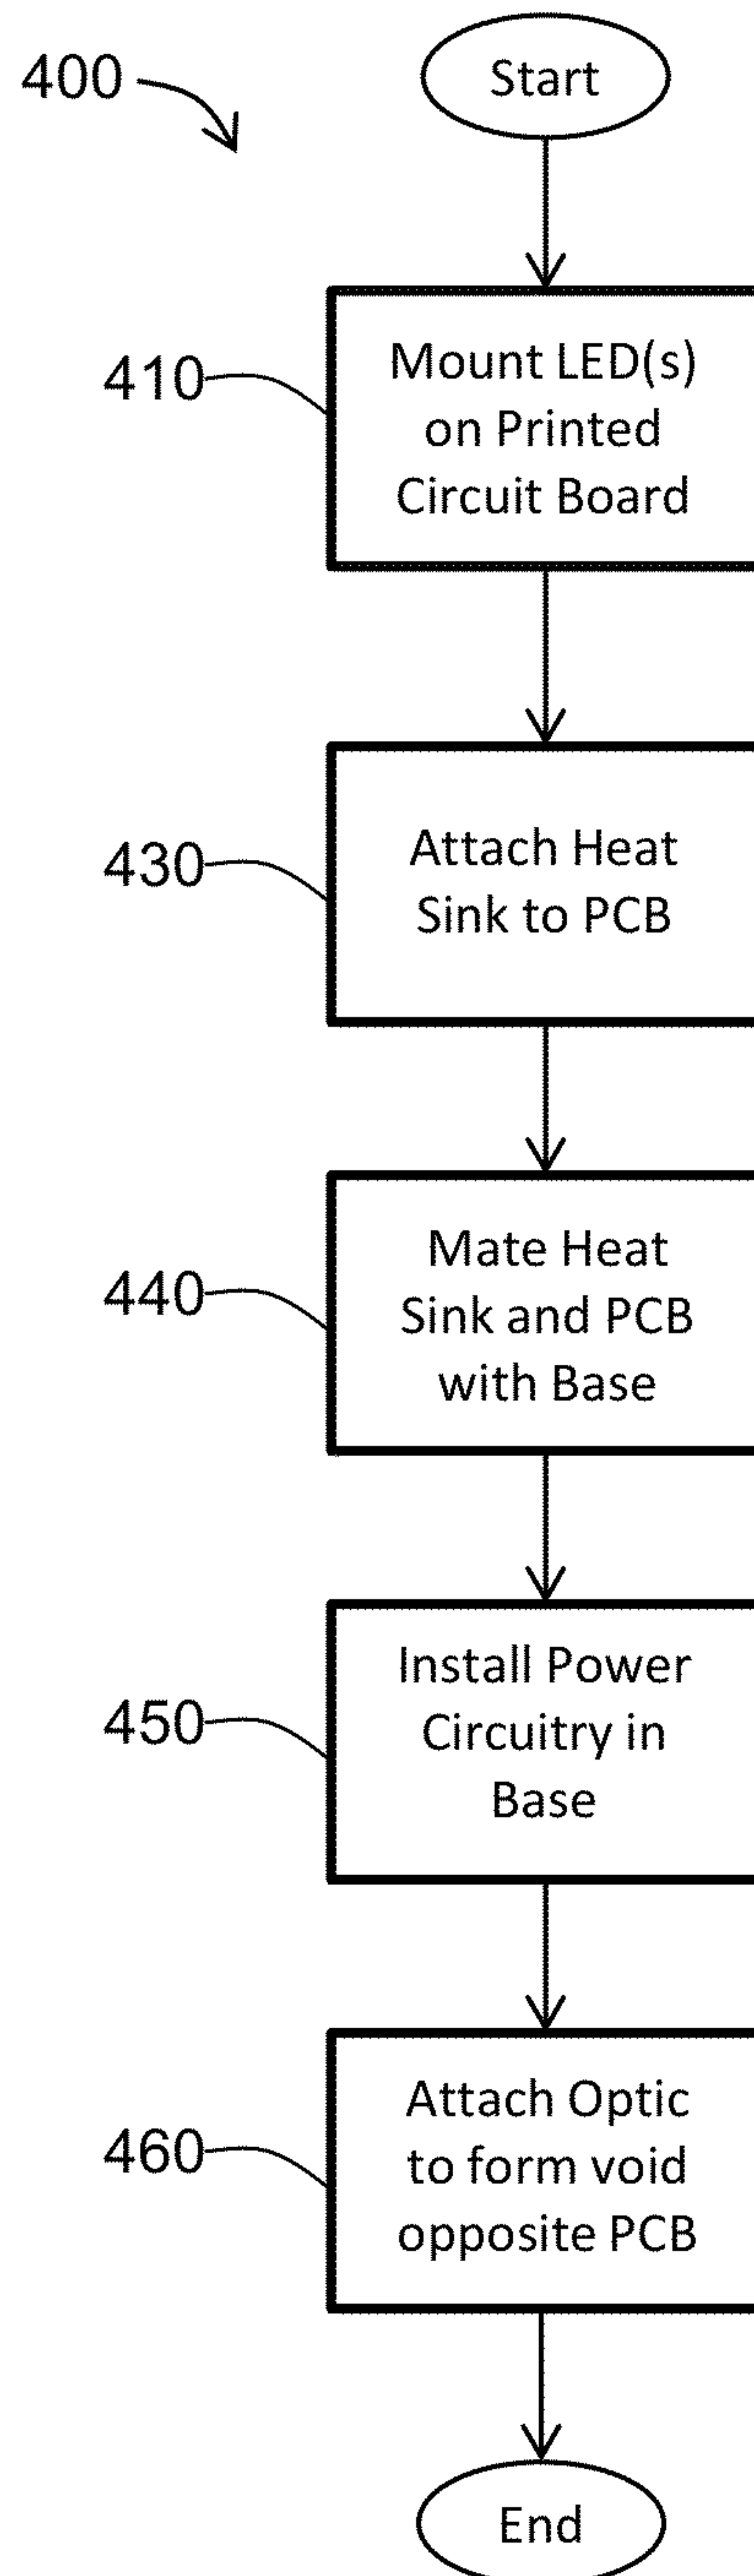 400
Start
410
Mount LED(s)
on Printed
Circuit Board
430
Attach Heat
Sink to PCB
440
Mate Heat
Sink and PCB
with Base
450
Install Power
Circuitry in
Base
460
Attach Optic
to form void
opposite PCB
End